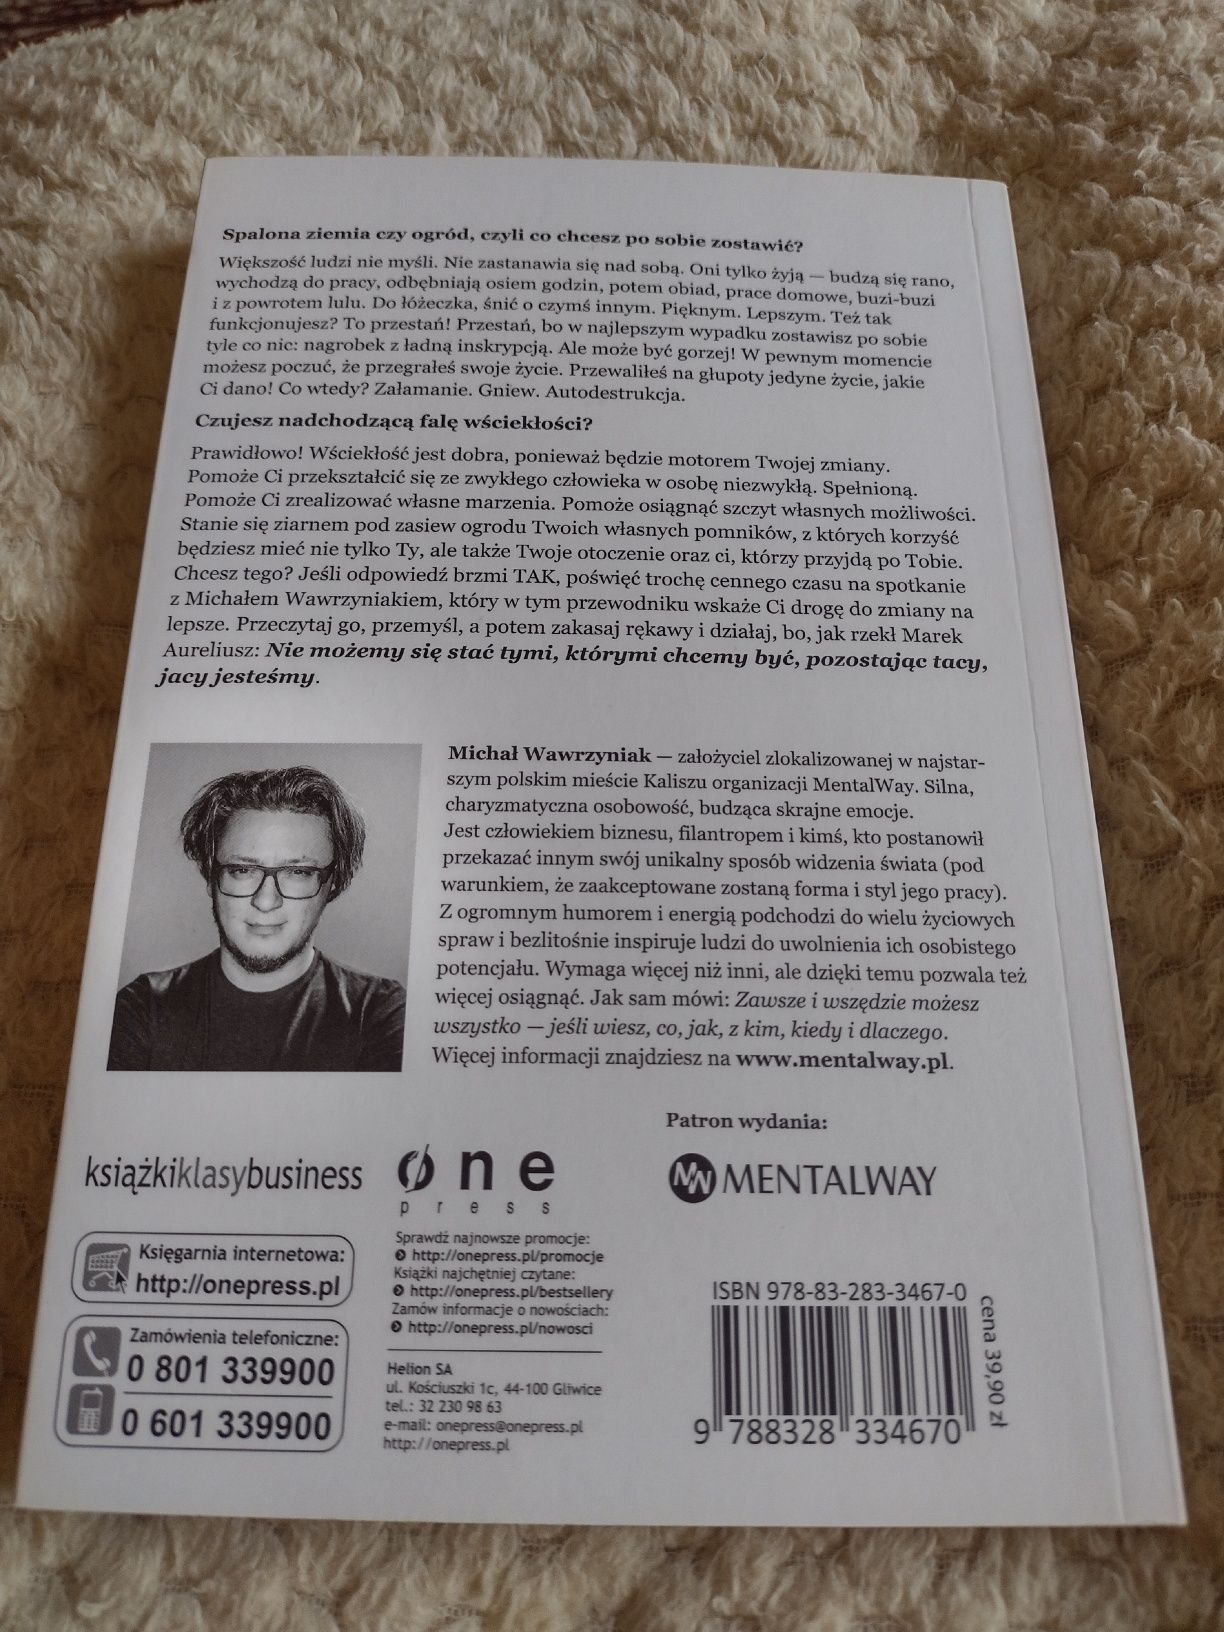 Spalona ziemia czy ogród, czyli co chcesz po sobie zostawić?
Większość ludzi nie myśli. Nie zastanawia się nad sobą. Oni tylko żyją — budzą się rano,
wychodzą do pracy, odbębniają osiem godzin, potem obiad, prace domowe, buzi-buzi
i z powrotem lulu. Do łóżeczka, śnić o czymś innym. Pięknym. Lepszym. Też tak
funkcjonujesz? To przestań! Przestań, bo w najlepszym wypadku zostawisz po sobie
tyle co nic: nagrobek z ładną inskrypcją. Ale może być gorzej! W pewnym momencie
możesz poczuć, że przegrałeś swoje życie. Przewaliłeś na głupoty jedyne życie, jakie
Ci dano! Co wtedy? Załamanie. Gniew. Autodestrukcja.
Czujesz nadchodzącą falę wściekłości?
Prawidłowo! Wściekłość jest dobra, ponieważ będzie motorem Twojej zmiany.
Pomoże Ci przekształcić się ze zwykłego człowieka w osobę niezwykłą. Spełnioną.
Pomoże Ci zrealizować własne marzenia. Pomoże osiągnąć szczyt własnych możliwości.
Stanie się ziarnem pod zasiew ogrodu Twoich własnych pomników, z których korzyść
będziesz mieć nie tylko Ty, ale także Twoje otoczenie oraz ci, którzy przyjdą po Tobie.
Chcesz tego? Jeśli odpowiedź brzmi TAK, poświęć trochę cennego czasu na spotkanie
z Michałem Wawrzyniakiem, który w tym przewodniku wskaże Ci drogę do zmiany na
lepsze. Przeczytaj go, przemyśl, a potem zakasaj rękawy i działaj, bo, jak rzekł Marek
Aureliusz: Nie możemy się stać tymi, którymi chcemy być, pozostając tacy,
jacy jesteśmy.
Michał Wawrzyniak — założyciel zlokalizowanej w najstar-
szym polskim mieście Kaliszu organizacji MentalWay. Silna,
charyzmatyczna osobowość, budząca skrajne emocje.
Jest człowiekiem biznesu, filantropem i kimś, kto postanowił
przekazać innym swój unikalny sposób widzenia świata (pod
warunkiem, że zaakceptowane zostaną forma i styl jego pracy).
Z ogromnym humorem i energią podchodzi do wielu życiowych
spraw i bezlitośnie inspiruje ludzi do uwolnienia ich osobistego
potencjału. Wymaga więcej niż inni, ale dzięki temu pozwala też
więcej osiągnąć. Jak sam mówi: Zawsze i wszędzie możesz
wszystko — jeśli wiesz, co, jak, z kim, kiedy i dlaczego.
Więcej informacji znajdziesz na www.mentalway.pl.
Patron wydania:
MW MENTALWAY
książkiklasybusiness
one
press
Księgarnia internetowa:
http://onepress.pl
Zamówienia telefoniczne:
0 801 339900
0 601 339900
Sprawdź najnowsze promocje:
http://onepress.pl/promocje
Książki najchętniej czytane:
http://onepress.pl/bestsellery
Zamów informacje o nowościach:
http://onepress.pl/nowosci
Helion SA
ul. Kościuszki 1c, 44-100 Gliwice
tel.: 32 230 98 63
e-mail: onepress@onepress.pl
http://onepress.pl
ISBN 978-83-283-3467-0
9 788328 334670
cena 39,90 zł